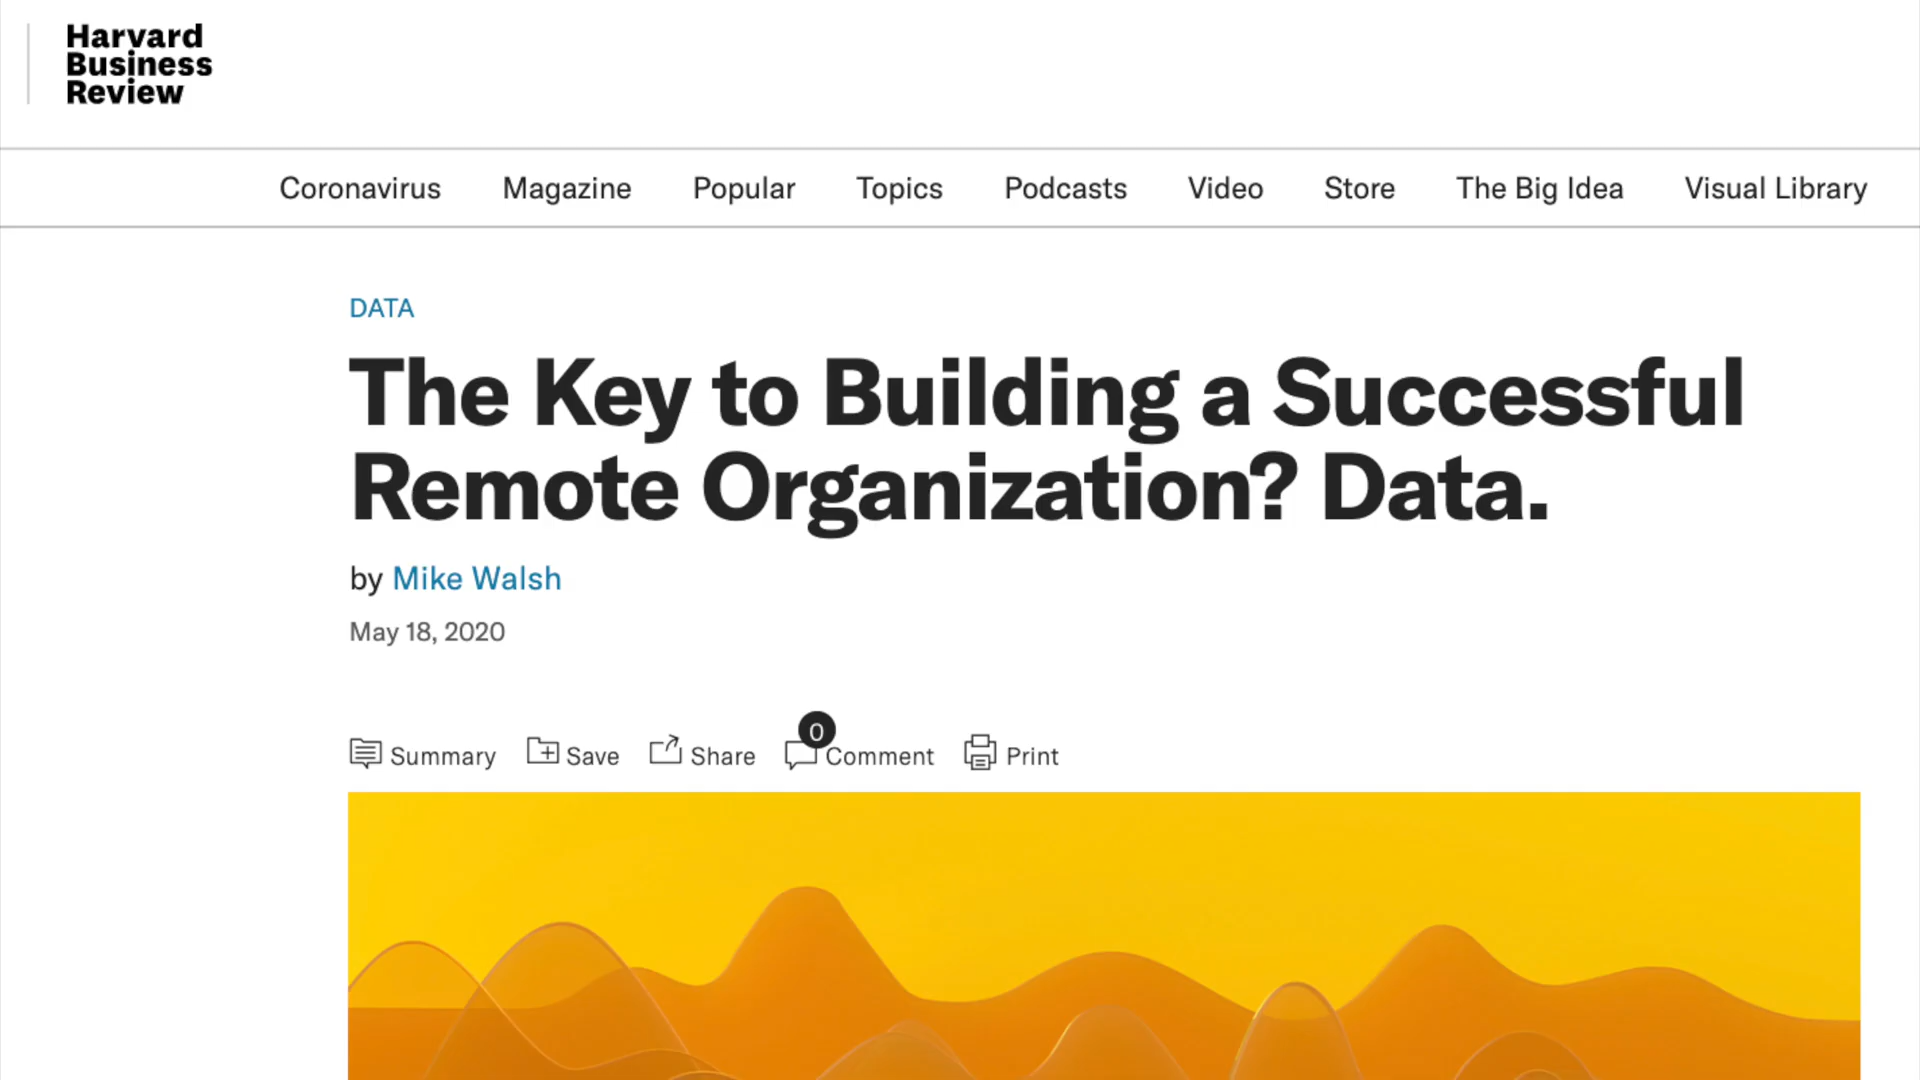 Harvard
Business
Review
Coronavirus Magazine Popular Topics Podcasts Video Store The Big Idea Visual Library
DATA
The Key to Building a Successful
Remote Organization? Data.
by Mike Walsh
May 18, 2020
0
Summary Save Share Comment Print